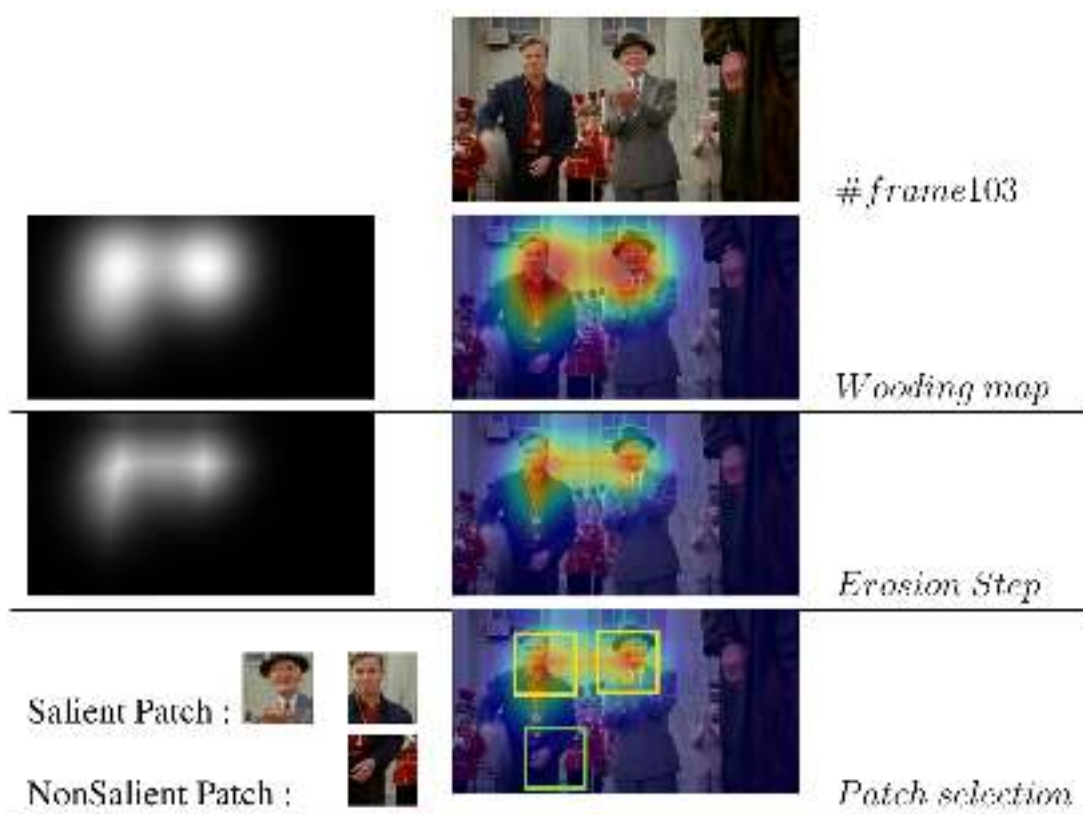 #frame103
Wooding map
Erosion Step
Salient Patch :
NonSalient Patch :
Patch selection